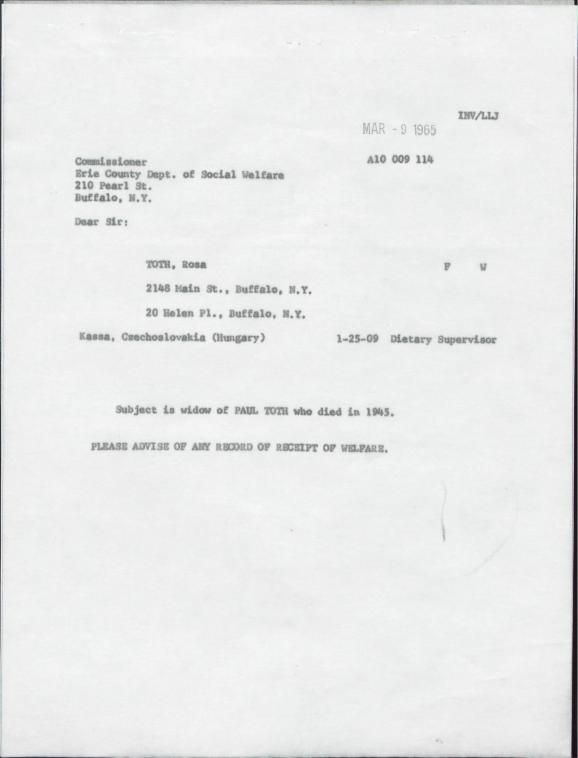 INV/LLJ
MAR - 9 1965
A10 009 114
Commissioner
Erie County Dept. of Social Welfare
210 Pearl St.
Buffalo, N.Y.
Dear Sir:
TOTH, Rosa F W
2148 Main St., Buffalo, N.Y.
20 Helen Pl., Buffalo, N.Y.
Kassa, Czechoslovakia (Hungary) 1-25-09 Dietary Supervisor
Subject is widow of PAUL TOTH who died in 1945.
PLEASE ADVISE OF ANY RECORD OF RECEIPT OF WELFARE.